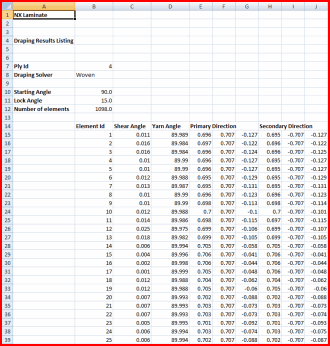 A B C D E F G H I J
1 NX Laminate
2
3
4 Draping Results Listing
5
6
7 Ply Id 4
8 Draping Solver Woven
9
10 Starting Angle 90.0
11 Lock Angle 15.0
12 Number of elements 1098.0
13
14 Element Id Shear Angle Yarn Angle Primary Direction Secondary Direction
15 1 0.011 89.989 0.696 0.707 -0.127 0.695 -0.707 -0.127
16 2 0.016 89.984 0.697 0.707 -0.122 0.696 -0.707 -0.122
17 3 0.016 89.984 0.696 0.707 -0.124 0.696 -0.707 -0.125
18 4 0.01 89.99 0.696 0.707 -0.127 0.695 -0.707 -0.127
19 5 0.01 89.99 0.696 0.707 -0.127 0.695 -0.707 -0.127
20 6 0.012 89.988 0.695 0.707 -0.129 0.695 -0.707 -0.129
21 7 0.013 89.987 0.695 0.707 -0.131 0.695 -0.707 -0.131
22 8 0.01 89.99 0.696 0.707 -0.123 0.696 -0.707 -0.123
23 9 0.01 89.99 0.698 0.707 -0.113 0.698 -0.707 -0.114
24 10 0.012 89.988 0.7 0.707 -0.1 0.7 -0.707 -0.101
25 11 0.014 89.986 0.698 0.707 -0.115 0.697 -0.707 -0.115
26 12 0.025 89.975 0.699 0.707 -0.106 0.699 -0.707 -0.107
27 13 0.018 89.982 0.699 0.707 -0.105 0.699 -0.707 -0.105
28 14 0.006 89.994 0.705 0.707 -0.058 0.705 -0.707 -0.058
29 15 0.004 89.996 0.706 0.707 -0.041 0.706 -0.707 -0.041
30 16 0.002 89.998 0.706 0.707 -0.044 0.706 -0.707 -0.044
31 17 0.001 89.999 0.705 0.707 -0.048 0.706 -0.707 -0.048
32 18 0.012 89.988 0.704 0.707 -0.062 0.704 -0.707 -0.062
33 19 0.012 89.988 0.705 0.707 -0.06 0.705 -0.707 -0.06
34 20 0.007 89.993 0.702 0.707 -0.088 0.702 -0.707 -0.088
35 21 0.007 89.993 0.703 0.707 -0.073 0.703 -0.707 -0.073
36 22 0.007 89.993 0.703 0.707 -0.073 0.703 -0.707 -0.074
37 23 0.005 89.995 0.701 0.707 -0.092 0.701 -0.707 -0.093
38 24 0.006 89.994 0.703 0.707 -0.074 0.703 -0.707 -0.075
39 25 0.006 89.994 0.702 0.707 -0.088 0.702 -0.707 -0.087